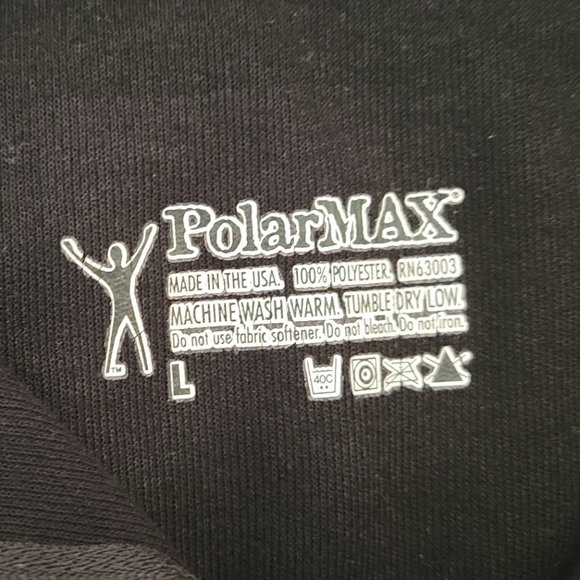 PolarMAX®
MADE IN THE USA. 100% POLYESTER. RN63003
MACHINE WASH WARM. TUMBLE DRY LOW.
Do not use fabric softener. Do not bleach. Do not iron.
TM L 40C